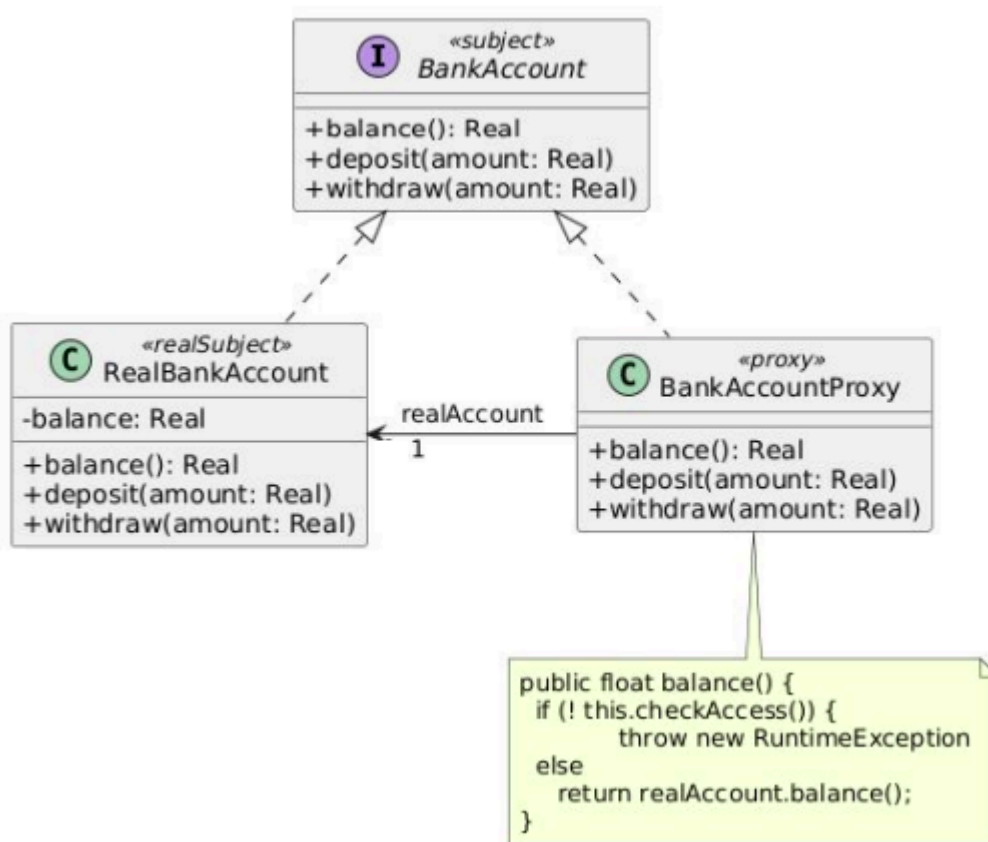 I
«subject»
BankAccount
+balance(): Real
+deposit(amount: Real)
+withdraw(amount: Real)
C
«realSubject»
RealBankAccount
-balance: Real
+balance(): Real
+deposit(amount: Real)
+withdraw(amount: Real)
realAccount
1
C
«proxy»
BankAccountProxy
+balance(): Real
+deposit(amount: Real)
+withdraw(amount: Real)
public float balance() {
if (! this.checkAccess()) {
throw new RuntimeException
else
return realAccount.balance();
}